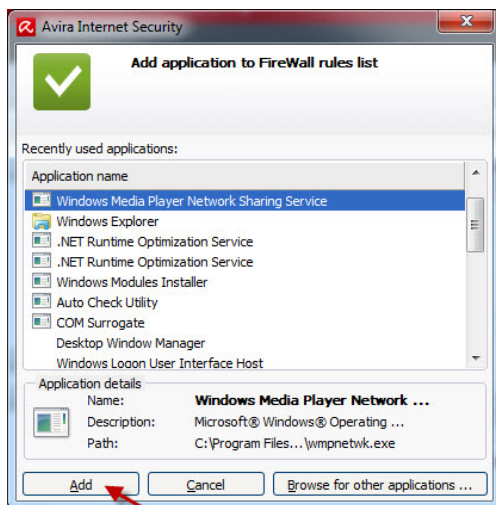 Avira Internet Security
Add application to FireWall rules list
Recently used applications:
Application name
Windows Media Player Network Sharing Service
Windows Explorer
.NET Runtime Optimization Service
.NET Runtime Optimization Service
Windows Modules Installer
Auto Check Utility
COM Surrogate
Desktop Window Manager
Windows Logon User Interface Host
Application details
Name: Windows Media Player Network ...
Description: Microsoft® Windows® Operating ...
Path: C:\Program Files...\wmpnetwk.exe
Add Cancel Browse for other applications ...